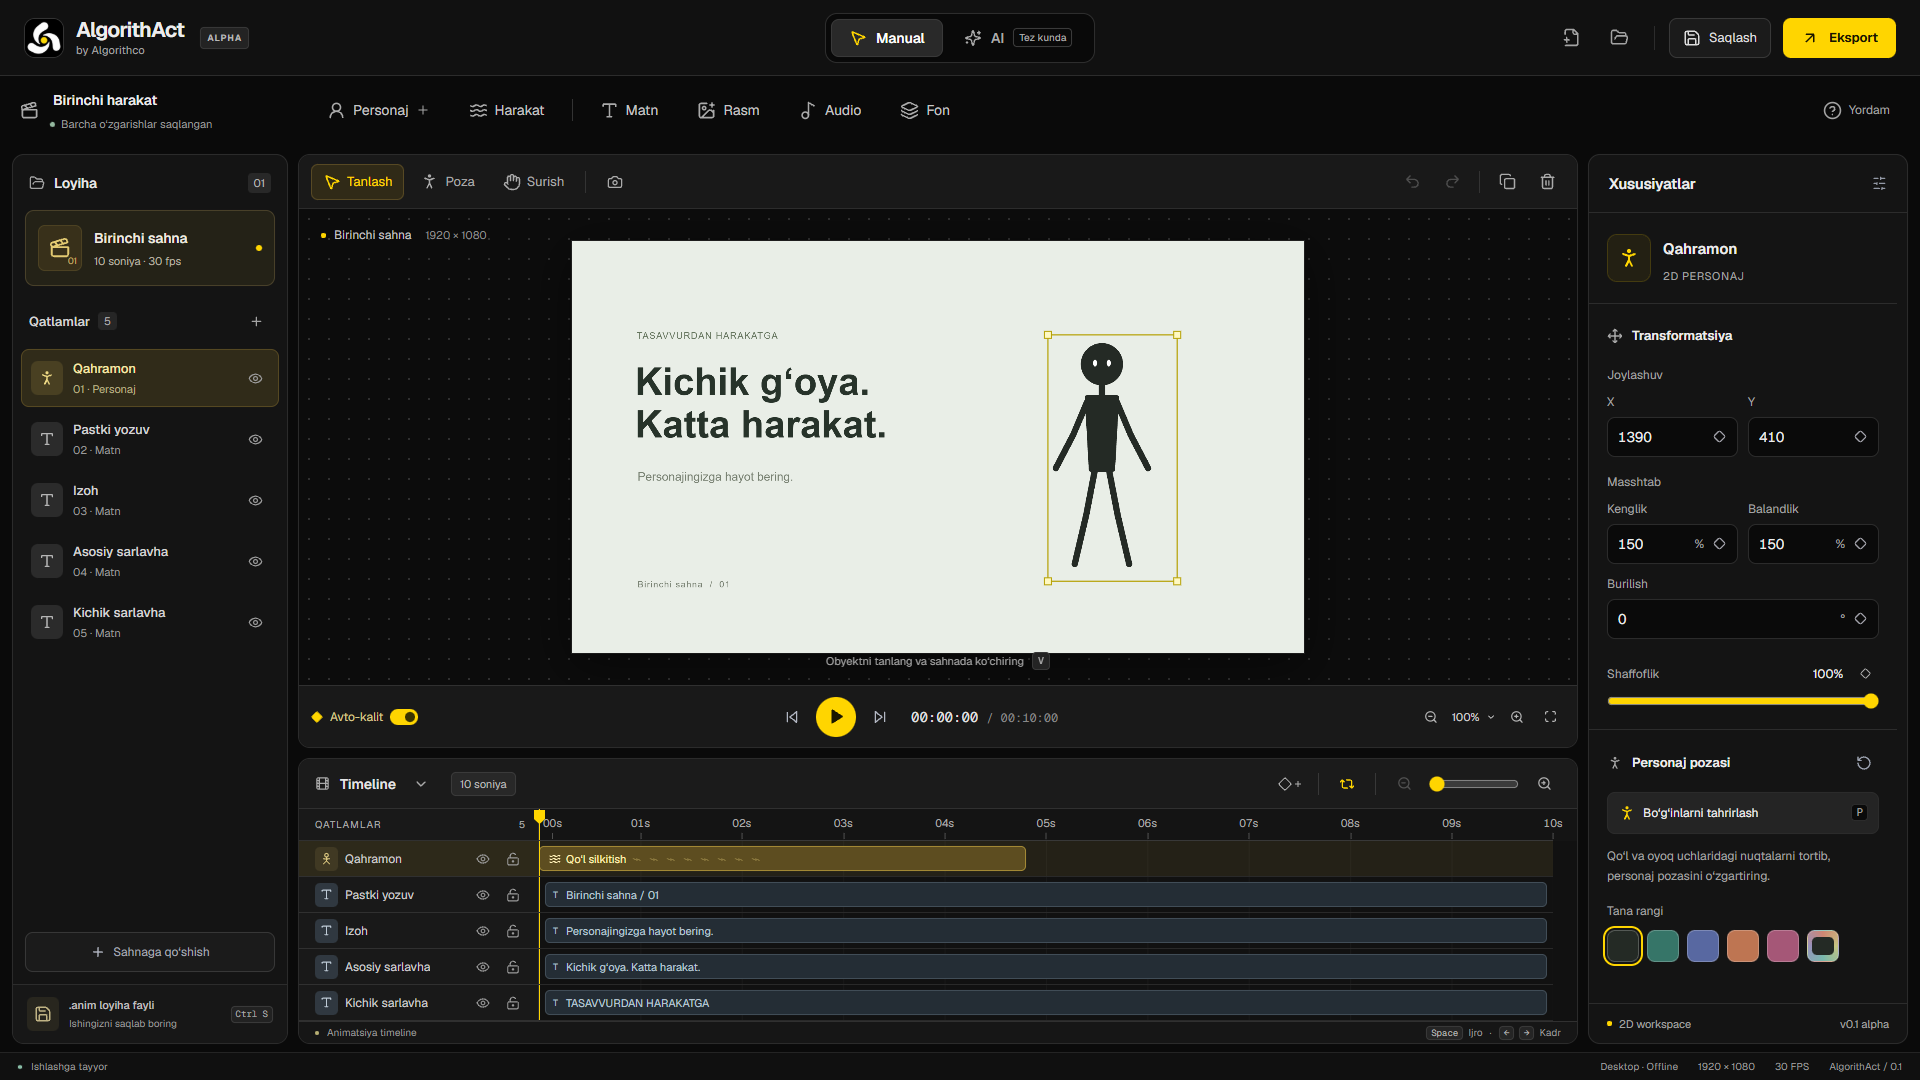 AlgorithAct
by Algorithco
ALPHA
Manual
AI
Tez kunda
Saqlash
Eksport
Birinchi harakat
Barcha o‘zgarishlar saqlangan
Personaj
Harakat
Matn
Rasm
Audio
Fon
Yordam
Loyiha
01
Birinchi sahna
10 soniya · 30 fps
01
Qatlamlar
5
Qahramon
01 · Personaj
Pastki yozuv
02 · Matn
Izoh
03 · Matn
Asosiy sarlavha
04 · Matn
Kichik sarlavha
05 · Matn
Sahnaga qo‘shish
.anim loyiha fayli
Ishingizni saqlab boring
Ctrl S
Tanlash
Poza
Surish
Birinchi sahna
1920 × 1080
TASAVVURDAN HARAKATGA
Kichik g‘oya.
Katta harakat.
Personajingizga hayot bering.
Birinchi sahna / 01
Obyektni tanlang va sahnada ko‘chiring
V
Avto-kalit
00:00:00 / 00:10:00
100%
Timeline
10 soniya
QATLAMLAR
5
00s
01s
02s
03s
04s
05s
06s
07s
08s
09s
10s
Qahramon
Qo‘l silkitish
Pastki yozuv
T Birinchi sahna / 01
Izoh
T Personajingizga hayot bering.
Asosiy sarlavha
T Kichik g‘oya. Katta harakat.
Kichik sarlavha
T TASAVVURDAN HARAKATGA
Animatsiya timeline
Space Ijro · ← → Kadr
Xususiyatlar
Qahramon
2D PERSONAJ
Transformatsiya
Joylashuv
X
Y
1390
410
Masshtab
Kenglik
Balandlik
150 %
150 %
Burilish
0 °
Shaffoflik
100%
Personaj pozasi
Bo‘g‘inlarni tahrirlash
P
Qo‘l va oyoq uchlaridagi nuqtalarni tortib,
personaj pozasini o‘zgartiring.
Tana rangi
2D workspace
v0.1 alpha
Ishlashga tayyor
Desktop · Offline
1920 × 1080
30 FPS
AlgorithAct / 0.1